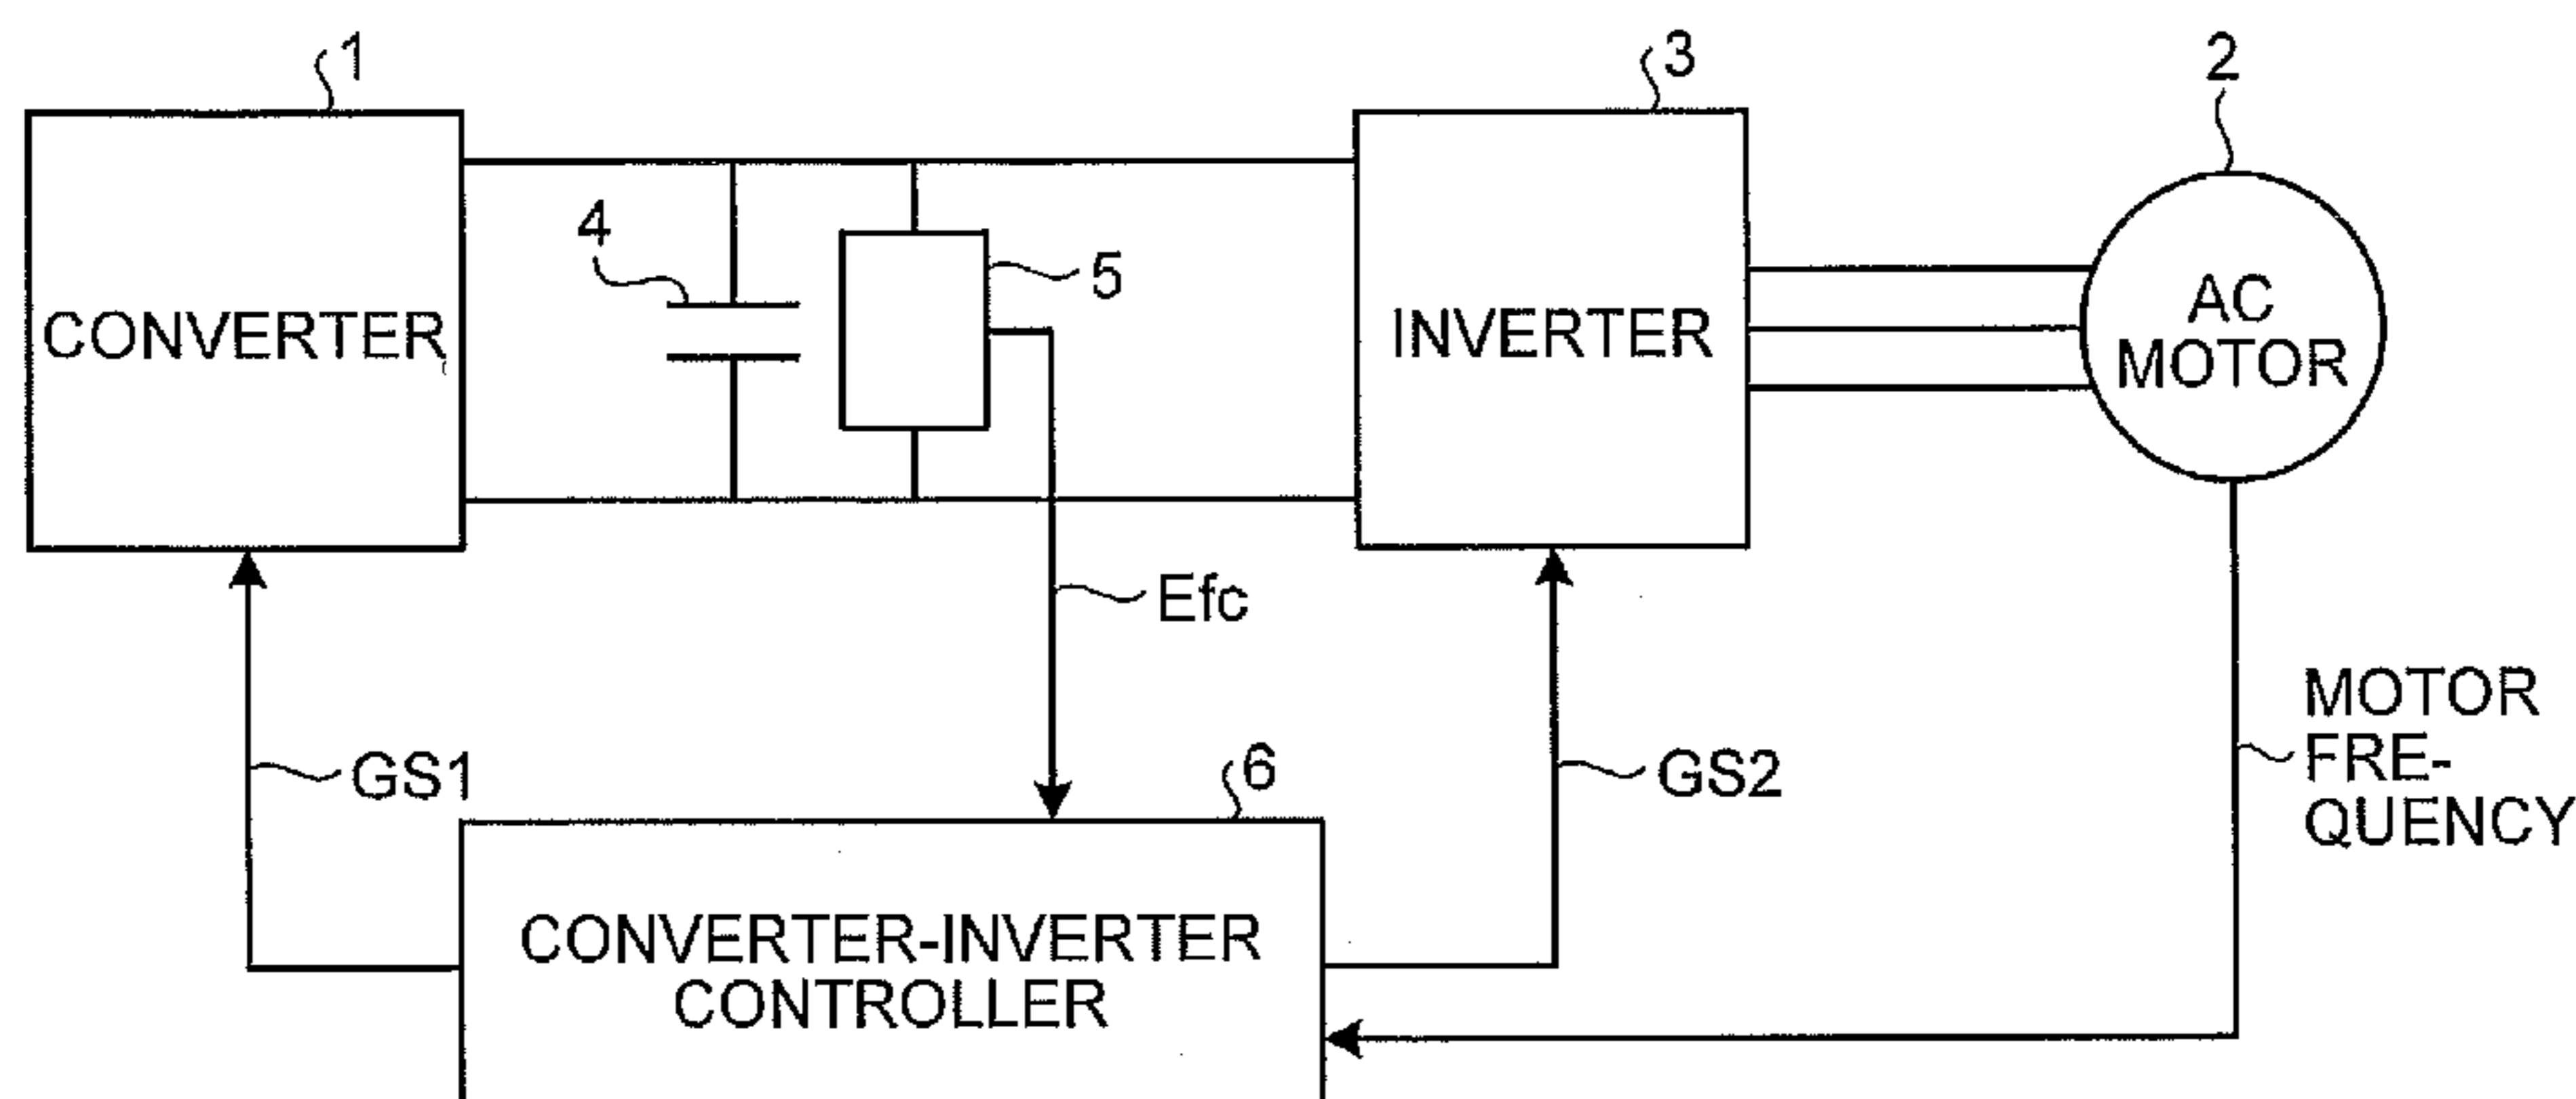 1
3
2
4
5
CONVERTER
INVERTER
AC
MOTOR
Efc
GS1
6
GS2
MOTOR
FRE-
QUENCY
CONVERTER-INVERTER
CONTROLLER